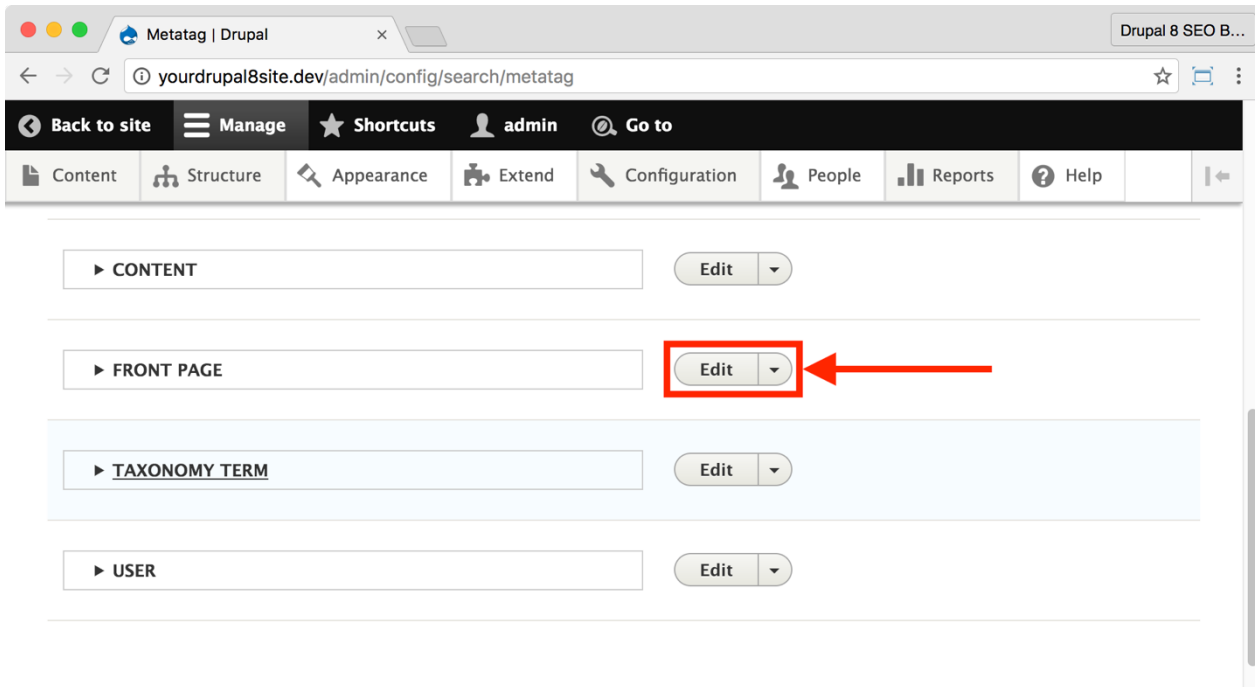 Metatag | Drupal
Drupal 8 SEO B...
yourdrupal8site.dev/admin/config/search/metatag
Back to site Manage Shortcuts admin Go to
Content Structure Appearance Extend Configuration People Reports Help
CONTENT Edit
FRONT PAGE Edit
TAXONOMY TERM Edit
USER Edit